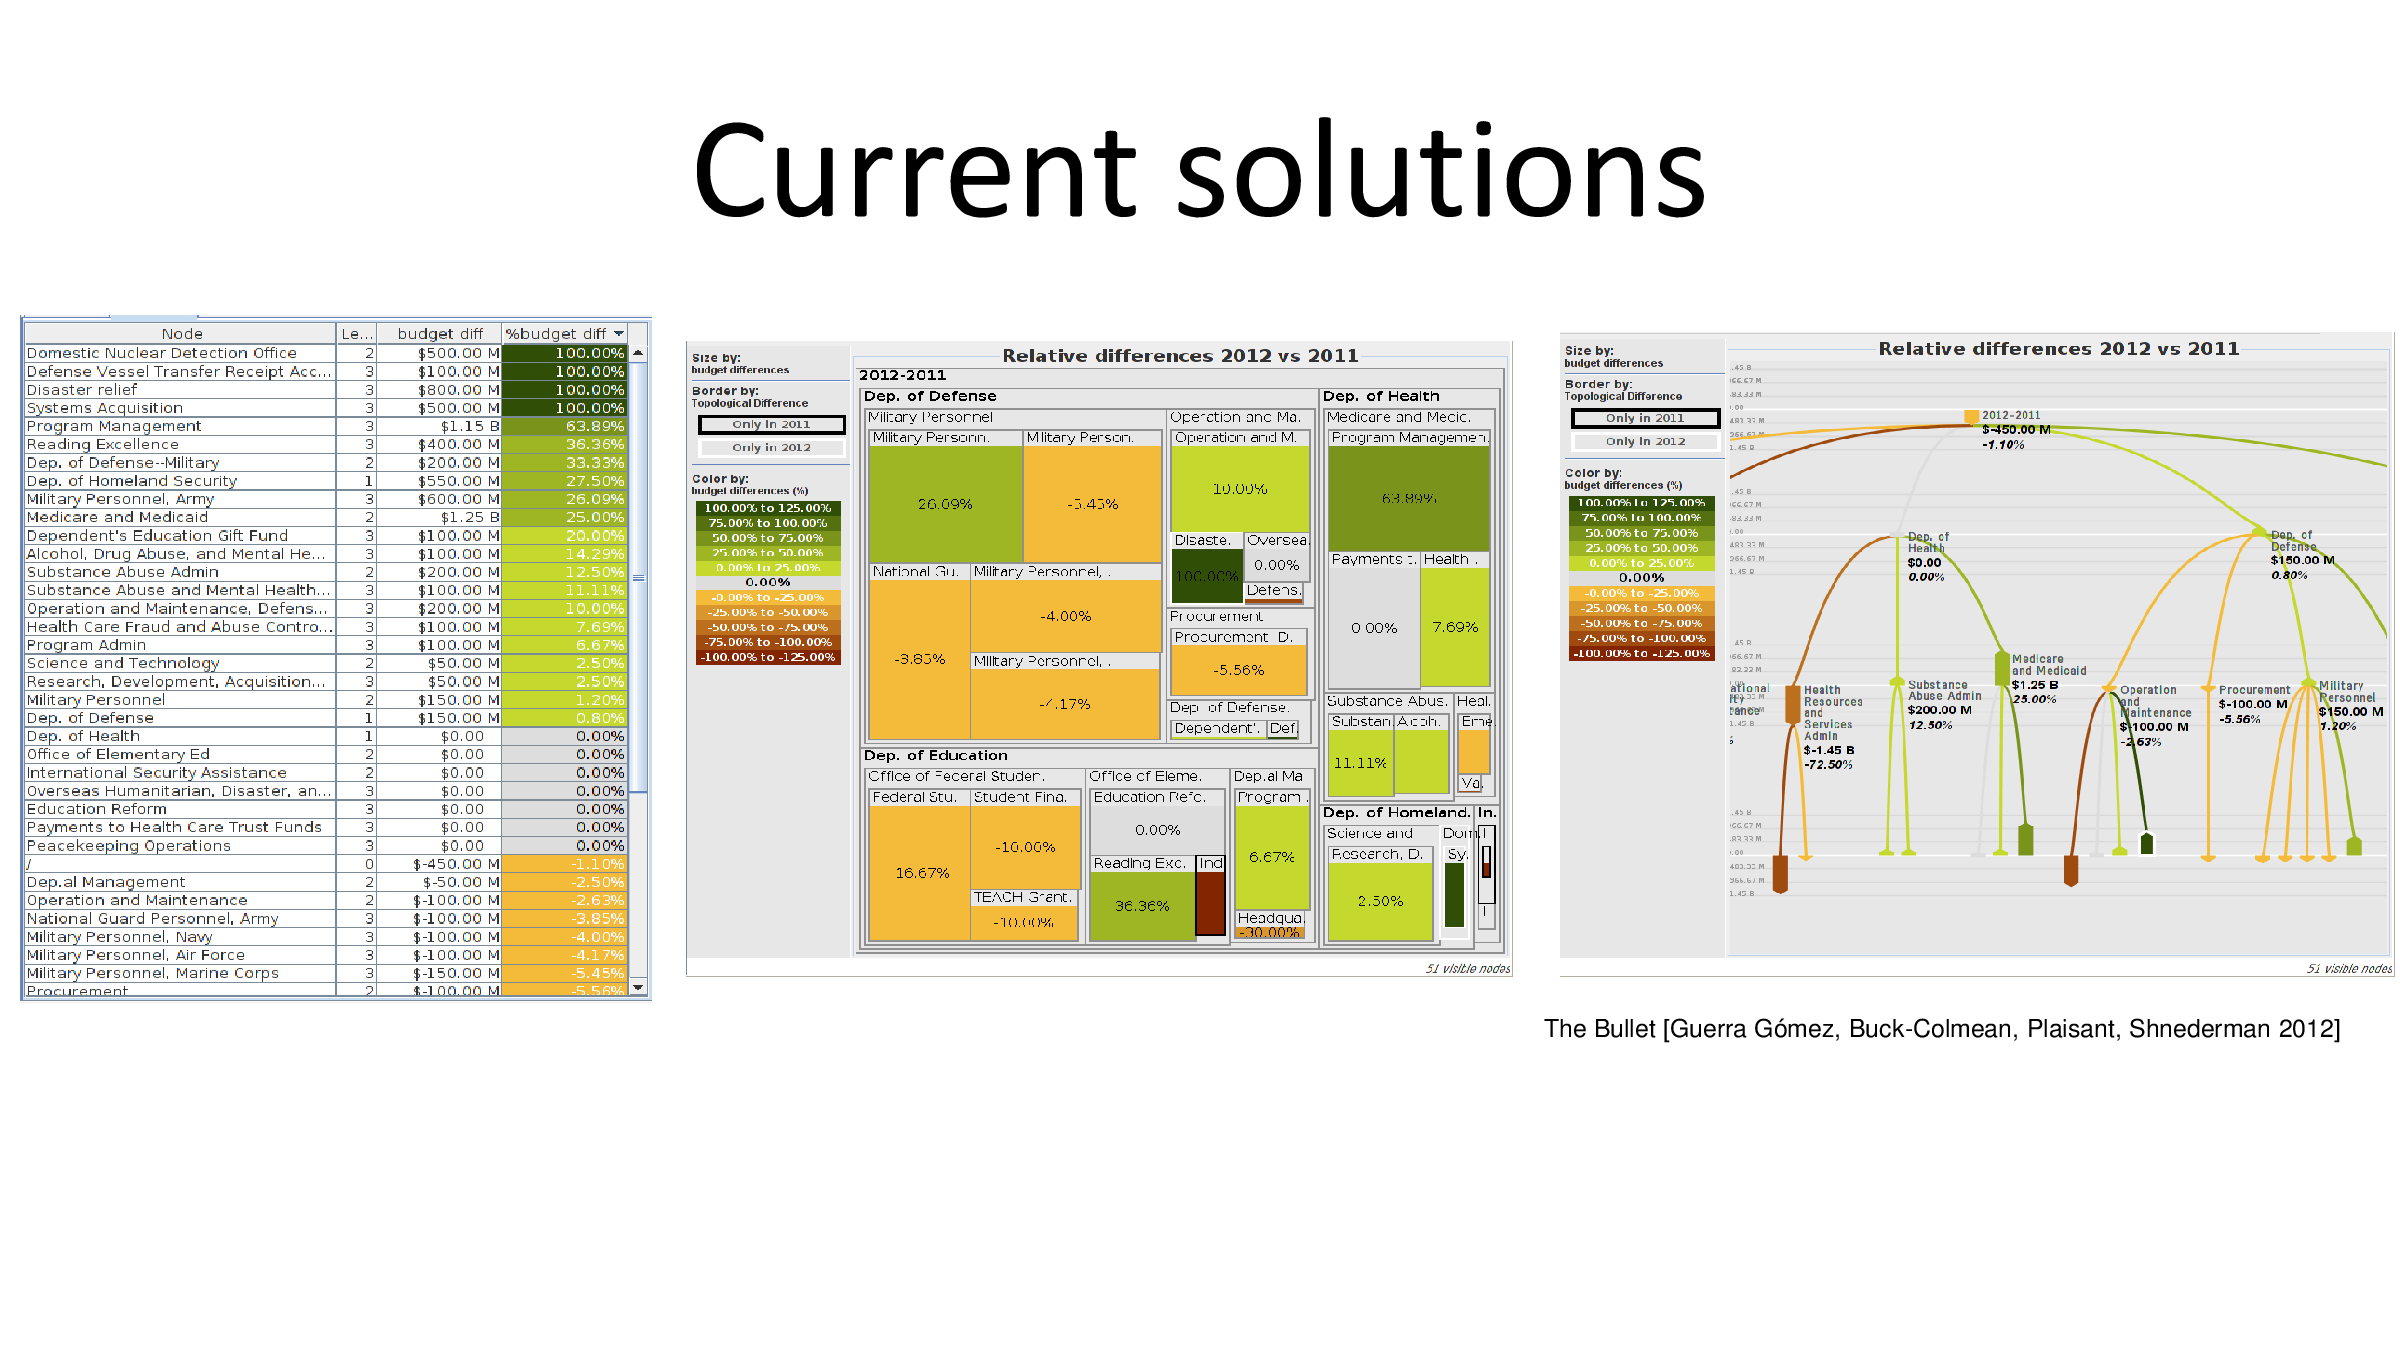 Current solutions
Node Le... budget diff %budget diff
Domestic Nuclear Detection Office 2 $500.00 M 100.00%
Defense Vessel Transfer Receipt Acc... 3 $100.00 M 100.00%
Disaster relief 3 $800.00 M 100.00%
Systems Acquisition 3 $500.00 M 100.00%
Program Management 3 $1.15 B 63.89%
Reading Excellence 3 $400.00 M 36.36%
Dep. of Defense--Military 2 $200.00 M 33.33%
Dep. of Homeland Security 1 $550.00 M 27.50%
Military Personnel, Army 3 $600.00 M 26.09%
Medicare and Medicaid 2 $1.25 B 25.00%
Dependent's Education Gift Fund 3 $100.00 M 20.00%
Alcohol, Drug Abuse, and Mental He... 3 $100.00 M 14.29%
Substance Abuse Admin 2 $200.00 M 12.50%
Substance Abuse and Mental Health... 3 $100.00 M 11.11%
Operation and Maintenance, Defens... 3 $200.00 M 10.00%
Health Care Fraud and Abuse Contro... 3 $100.00 M 7.69%
Program Admin 3 $100.00 M 6.67%
Science and Technology 2 $50.00 M 2.50%
Research, Development, Acquisition... 3 $50.00 M 2.50%
Military Personnel 2 $150.00 M 1.20%
Dep. of Defense 1 $150.00 M 0.80%
Dep. of Health 1 $0.00 0.00%
Office of Elementary Ed 2 $0.00 0.00%
International Security Assistance 2 $0.00 0.00%
Overseas Humanitarian, Disaster, an... 3 $0.00 0.00%
Education Reform 3 $0.00 0.00%
Payments to Health Care Trust Funds 3 $0.00 0.00%
Peacekeeping Operations 3 $0.00 0.00%
/ 0 $-450.00 M -1.10%
Dep.al Management 2 $-50.00 M -2.50%
Operation and Maintenance 2 $-100.00 M -2.63%
National Guard Personnel, Army 3 $-100.00 M -3.85%
Military Personnel, Navy 3 $-100.00 M -4.00%
Military Personnel, Air Force 3 $-100.00 M -4.17%
Military Personnel, Marine Corps 3 $-150.00 M -5.45%
Procurement 2 $-100.00 M -5.56%
Size by:
budget differences
Border by:
Topological Difference
Only in 2011
Only in 2012
Color by:
budget differences (%)
100.00% to 125.00%
75.00% to 100.00%
50.00% to 75.00%
25.00% to 50.00%
0.00% to 25.00%
0.00%
-0.00% to -25.00%
-25.00% to -50.00%
-50.00% to -75.00%
-75.00% to -100.00%
-100.00% to -125.00%
Relative differences 2012 vs 2011
2012-2011
Dep. of Defense
Military Personnel
Military Personn.
26.09%
Military Person.
-5.45%
National Gu.
-3.85%
Military Personnel, .
-4.00%
Military Personnel, .
-4.17%
Operation and Ma.
Operation and M.
10.00%
Disaste.
100.00%
Oversea.
0.00%
Defens.
Procurement
Procurement D.
-5.56%
Dep. of Defense.
Dependent'.
Def.
Dep. of Health
Medicare and Medic.
Program Managemen.
63.89%
Payments t.
0.00%
Health .
7.69%
Substance Abus.
Substan.
11.11%
Alcoh.
Heal.
Eme.
Va.
Dep. of Education
Office of Federal Studen.
Federal Stu.
16.67%
Student Fina.
-10.00%
TEACH Grant.
-10.00%
Office of Eleme.
Education Refo.
0.00%
Reading Exc.
36.36%
Ind
Dep.al Ma
Program .
6.67%
Headqua.
-30.00%
Dep. of Homeland.
Science and
Research, D.
2.50%
Dom.
Sy.
In.
51 visible nodes
Size by:
budget differences
Border by:
Topological Difference
Only in 2011
Only in 2012
Color by:
budget differences (%)
100.00% to 125.00%
75.00% to 100.00%
50.00% to 75.00%
25.00% to 50.00%
0.00% to 25.00%
0.00%
-0.00% to -25.00%
-25.00% to -50.00%
-50.00% to -75.00%
-75.00% to -100.00%
-100.00% to -125.00%
Relative differences 2012 vs 2011
2012-2011
$-450.00 M
-1.10%
Dep. of
Health
$0.00
0.00%
Dep. of
Defense
$150.00 M
0.80%
Health
Resources
and
Services
Admin
$-1.45 B
-72.50%
Substance
Abuse Admin
$200.00 M
12.50%
Medicare
and Medicaid
$1.25 B
25.00%
Operation
and
Maintenance
$-100.00 M
-2.63%
Procurement
$-100.00 M
-5.56%
Military
Personnel
$150.00 M
1.20%
51 visible nodes
The Bullet [Guerra Gómez, Buck-Colmean, Plaisant, Shnederman 2012]